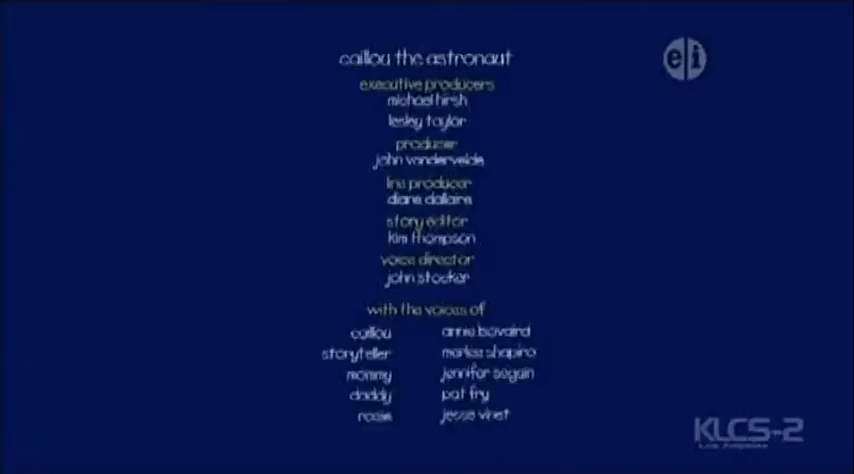 caillou the astronaut
e/i
executive producers
michael hirsh
lesley taylor
producer
john vandervelde
line producer
diane dallaire
story editor
kim thompson
voice director
john stocker
with the voices of
caillou annie bovaird
storyteller marlee shapiro
mommy jennifer seguin
daddy pat fry
rosie jesse vinet
KLCS-2
Los Angeles